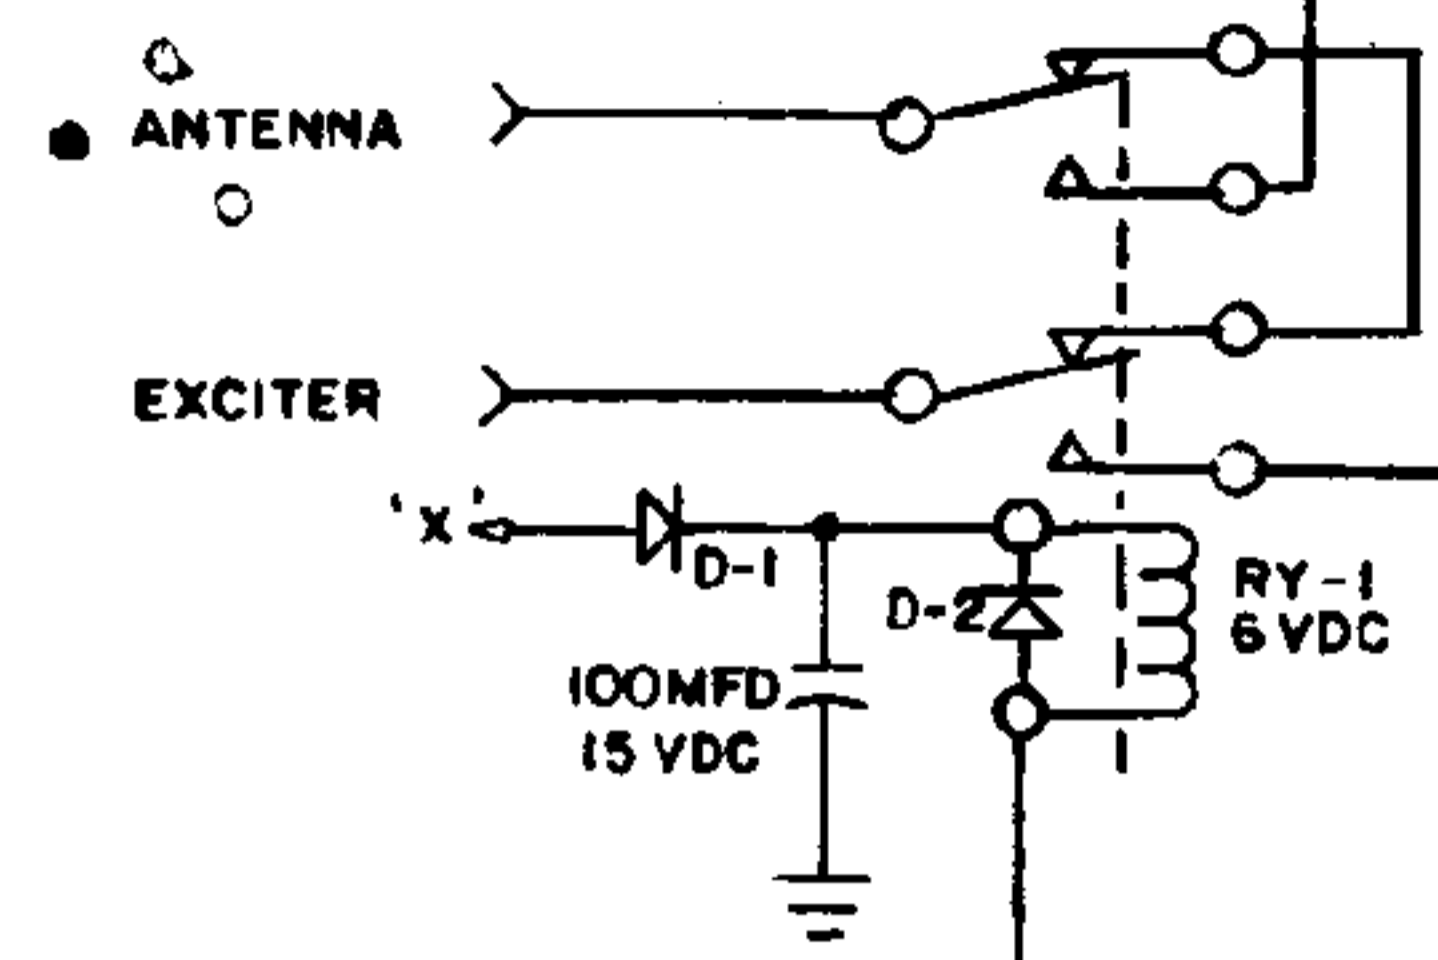 ANTENNA
EXCITER
'X'
D-1
D-2
RY-1
6 VDC
100MFD
15 VDC